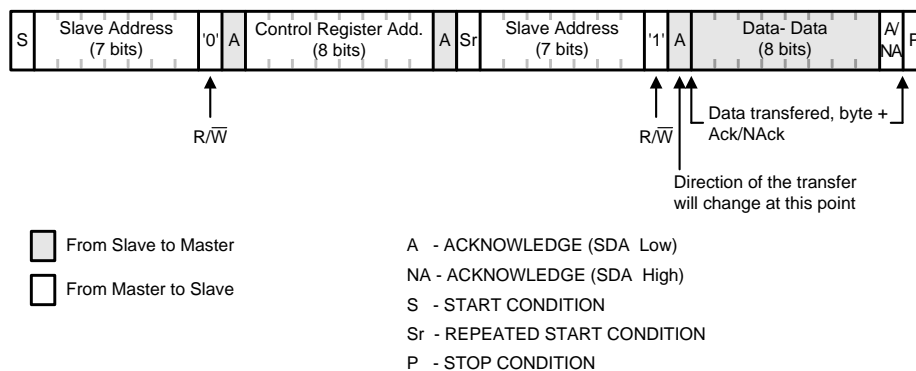 S Slave Address (7 bits) '0' A Control Register Add. (8 bits) A Sr Slave Address (7 bits) '1' A Data- Data (8 bits) A/NA P
R/W̅
R/W̅
Data transfered, byte +
Ack/NAck
Direction of the transfer
will change at this point
From Slave to Master
From Master to Slave
A - ACKNOWLEDGE (SDA Low)
NA - ACKNOWLEDGE (SDA High)
S - START CONDITION
Sr - REPEATED START CONDITION
P - STOP CONDITION